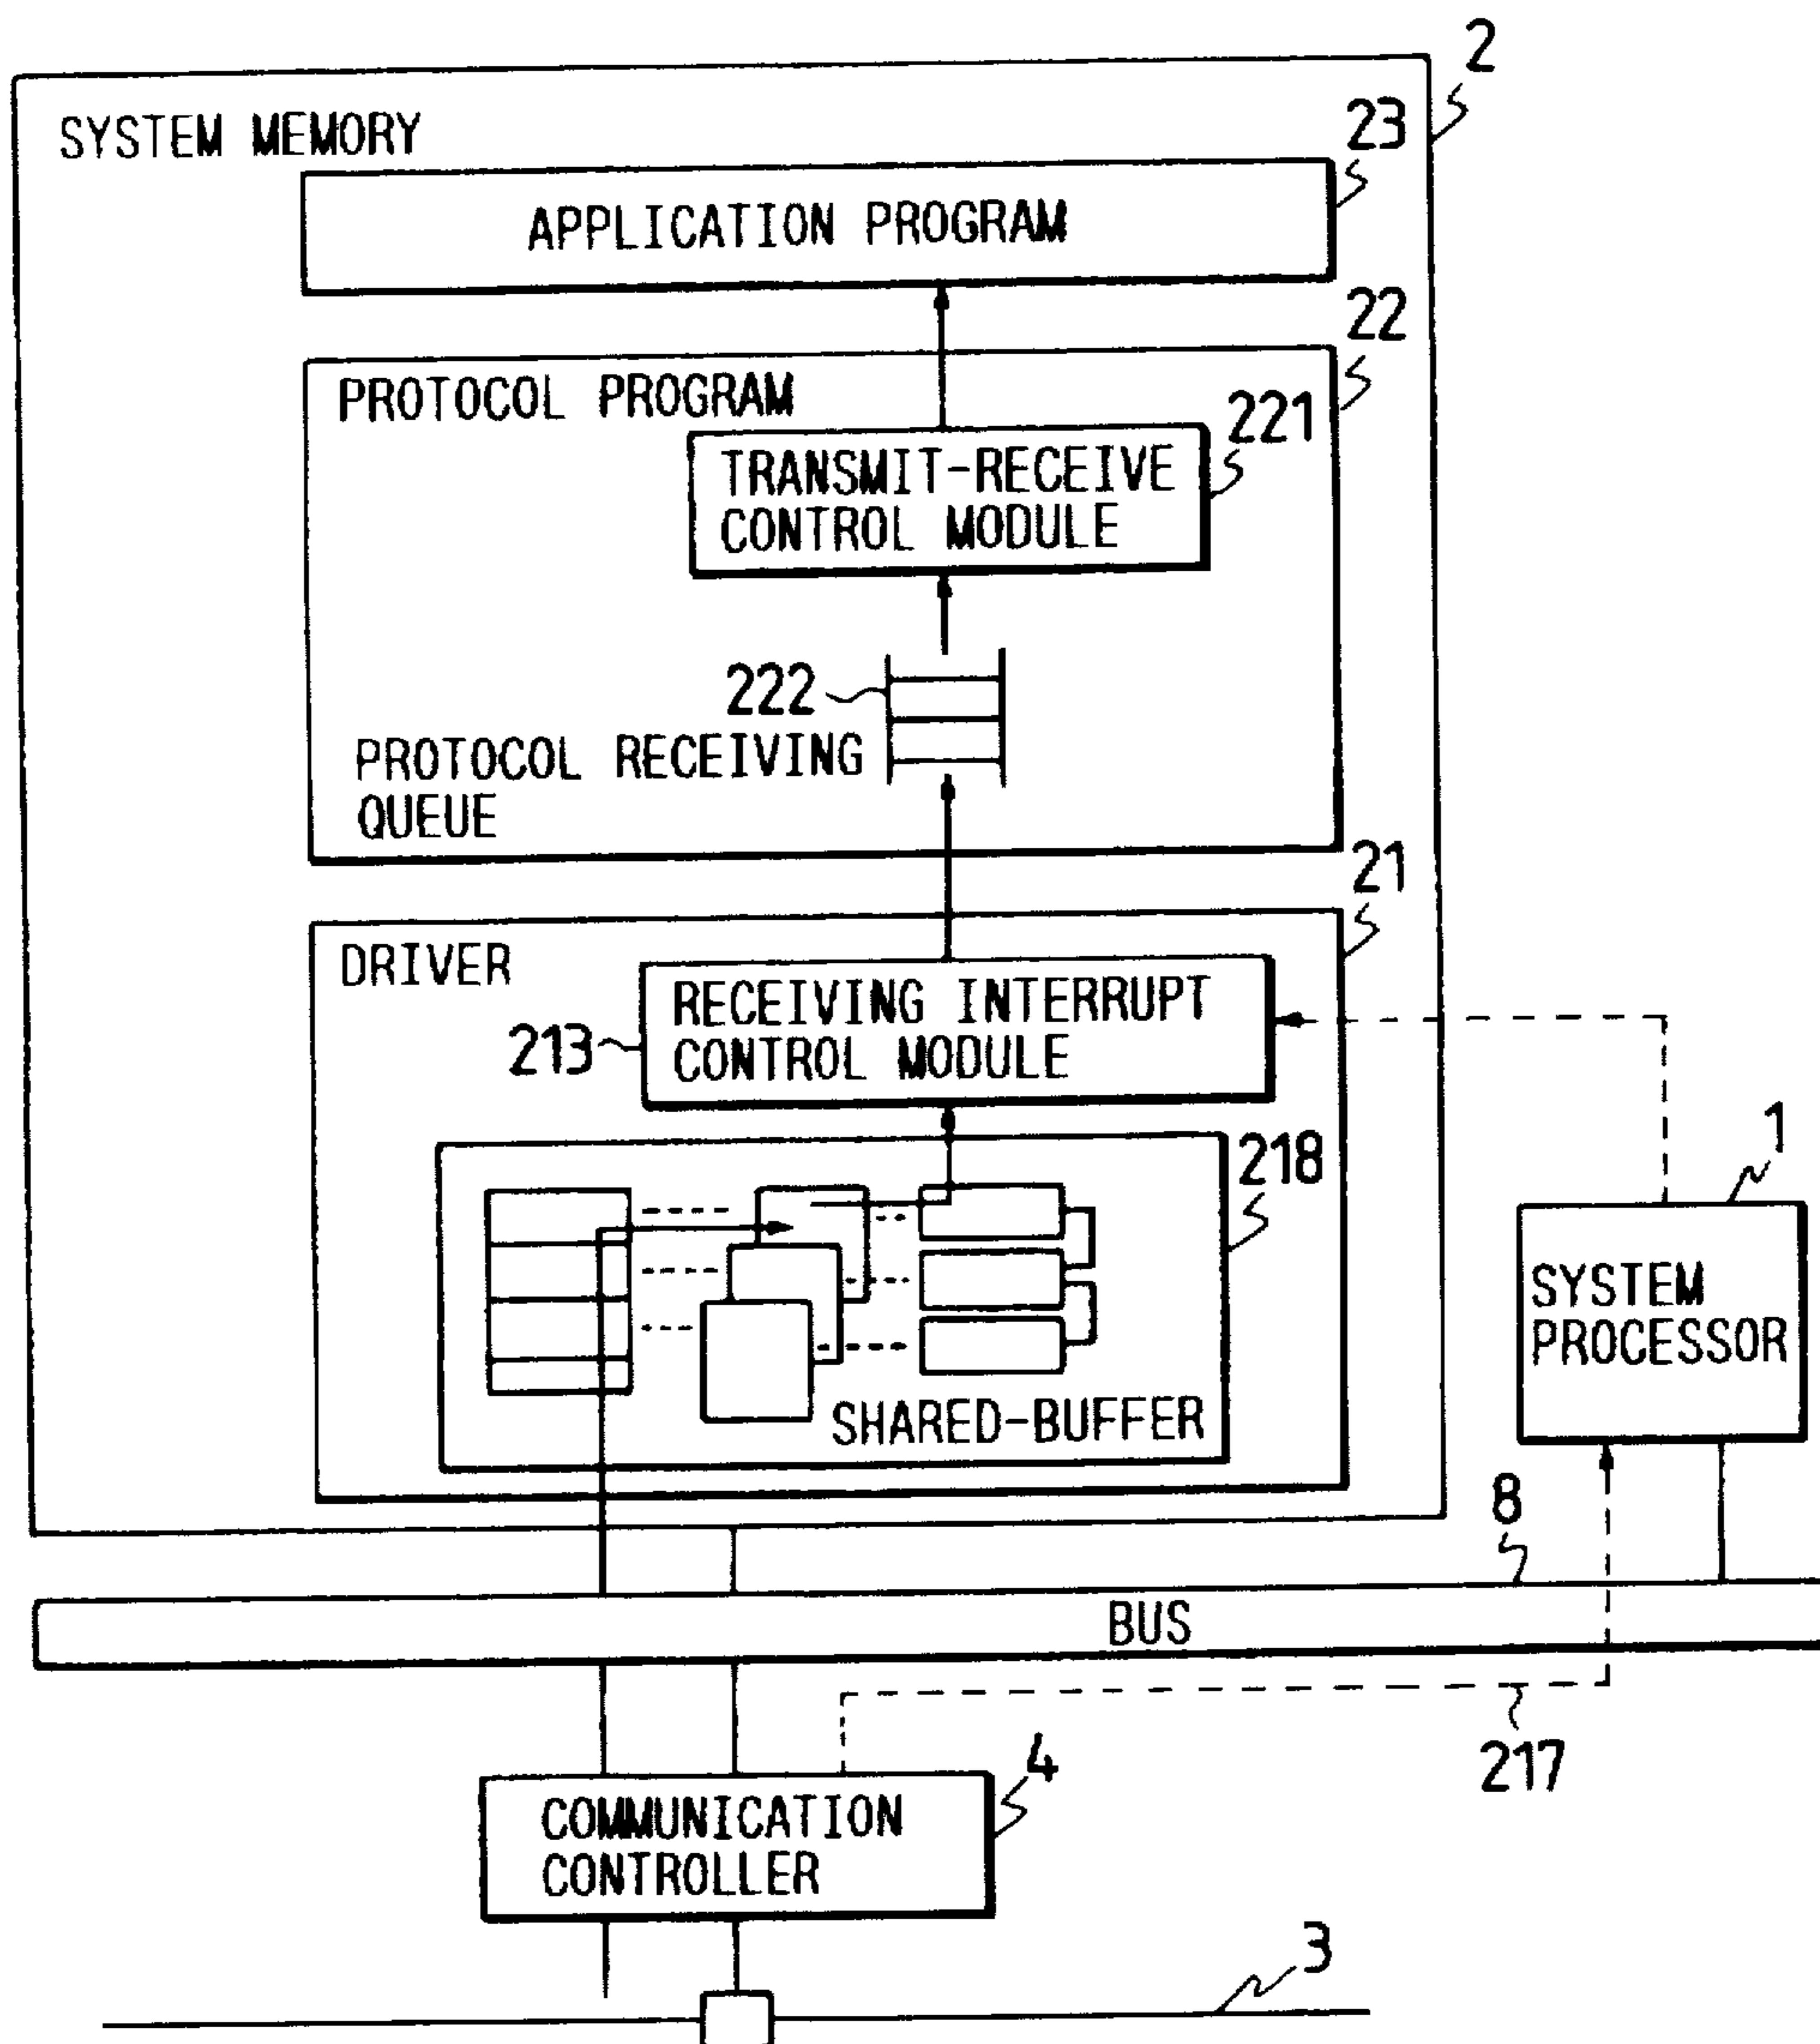 2
SYSTEM MEMORY
23
APPLICATION PROGRAM
22
PROTOCOL PROGRAM
221
TRANSMIT-RECEIVE
CONTROL MODULE
222
PROTOCOL RECEIVING
QUEUE
21
DRIVER
RECEIVING INTERRUPT
CONTROL MODULE
213
1
218
SYSTEM
PROCESSOR
SHARED-BUFFER
8
BUS
217
4
COMMUNICATION
CONTROLLER
3